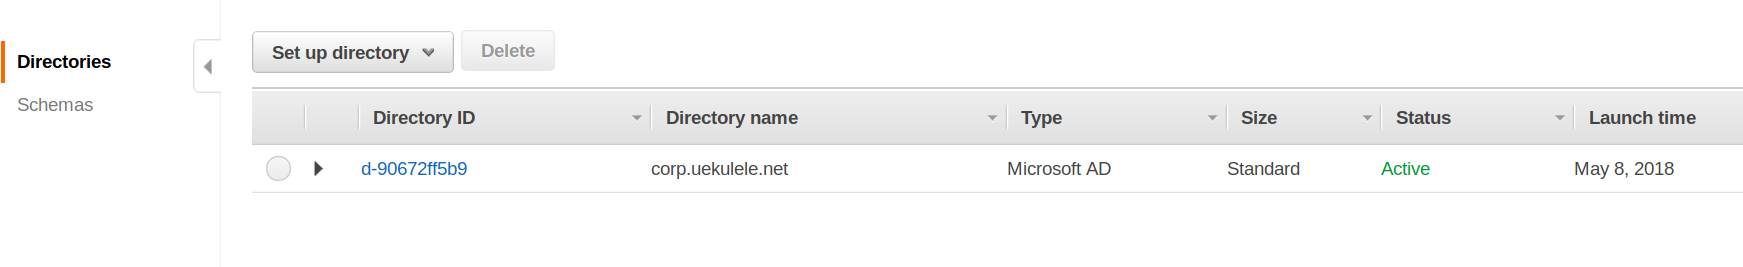 Directories
Schemas
Set up directory
Delete
Directory ID Directory name Type Size Status Launch time
d-90672ff5b9 corp.uekulele.net Microsoft AD Standard Active May 8, 2018